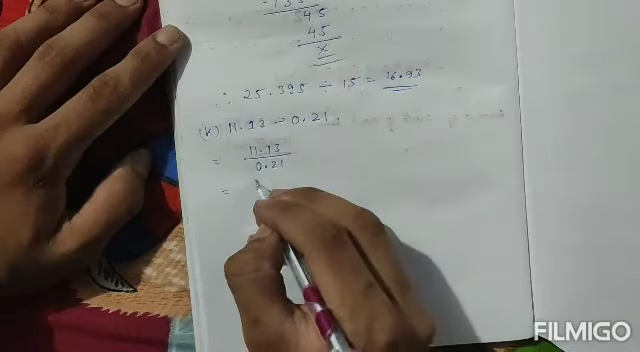 45
45
×
∴ 25.395 ÷ 15 = 16.93
(K) 11.13 ÷ 0.21
= 11.13
0.21
=
FILMIGO